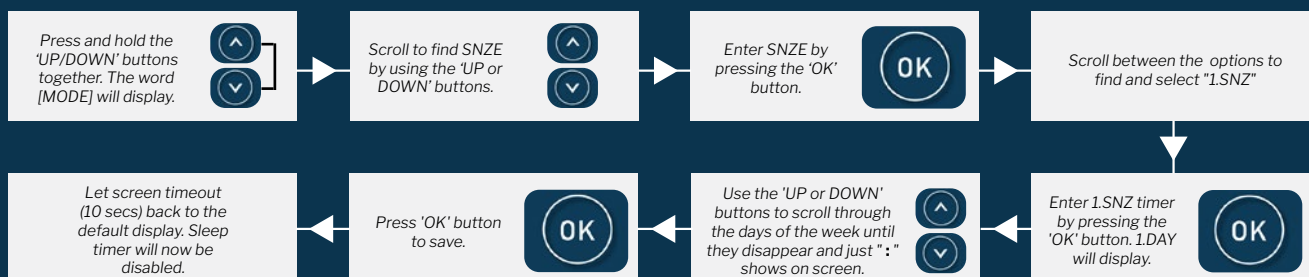 Press and hold the
'UP/DOWN' buttons
together. The word
[MODE] will display.
Scroll to find SNZE
by using the 'UP or
DOWN' buttons.
Enter SNZE by
pressing the 'OK'
button.
OK
Scroll between the options to
find and select "1.SNZ"
Enter 1.SNZ timer
by pressing the
'OK' button. 1.DAY
will display.
OK
Use the 'UP or DOWN'
buttons to scroll through
the days of the week until
they disappear and just ":"
shows on screen.
Press 'OK' button
to save.
OK
Let screen timeout
(10 secs) back to the
default display. Sleep
timer will now be
disabled.